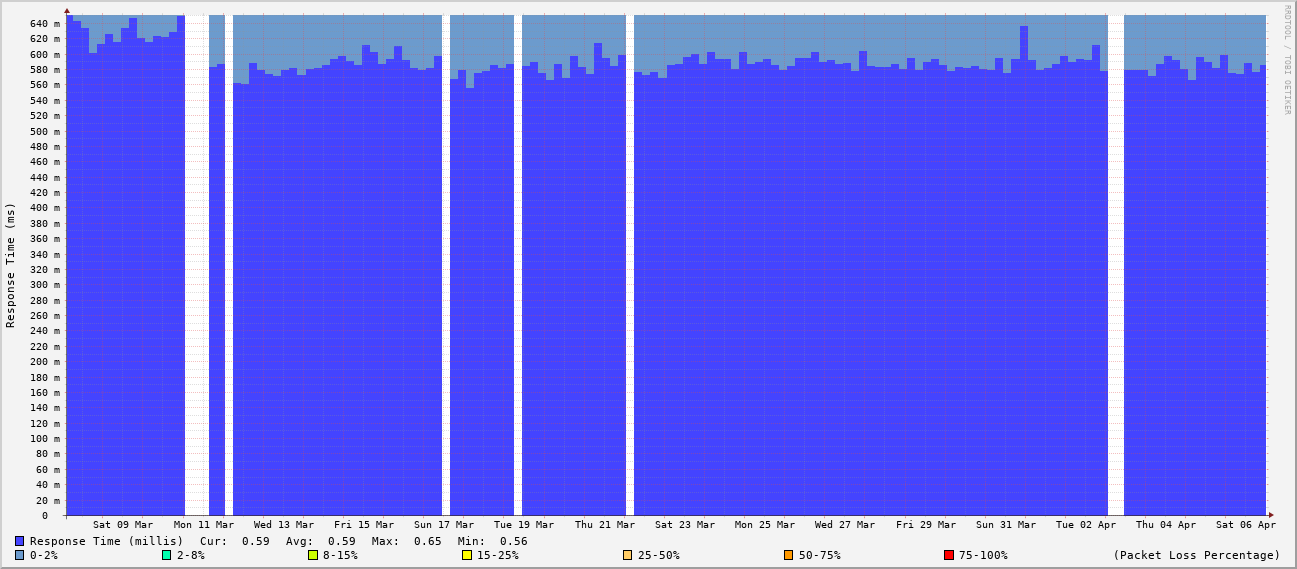 640 m
620 m
600 m
580 m
560 m
540 m
520 m
500 m
480 m
460 m
440 m
420 m
400 m
380 m
360 m
340 m
320 m
300 m
280 m
260 m
240 m
220 m
200 m
180 m
160 m
140 m
120 m
100 m
80 m
60 m
40 m
20 m
0
Response Time (ms)
RRDTOOL / TOBI OETIKER
Sat 09 Mar Mon 11 Mar Wed 13 Mar Fri 15 Mar Sun 17 Mar Tue 19 Mar Thu 21 Mar Sat 23 Mar Mon 25 Mar Wed 27 Mar Fri 29 Mar Sun 31 Mar Tue 02 Apr Thu 04 Apr Sat 06 Apr
Response Time (millis) Cur: 0.59 Avg: 0.59 Max: 0.65 Min: 0.56
0-2% 2-8% 8-15% 15-25% 25-50% 50-75% 75-100% (Packet Loss Percentage)